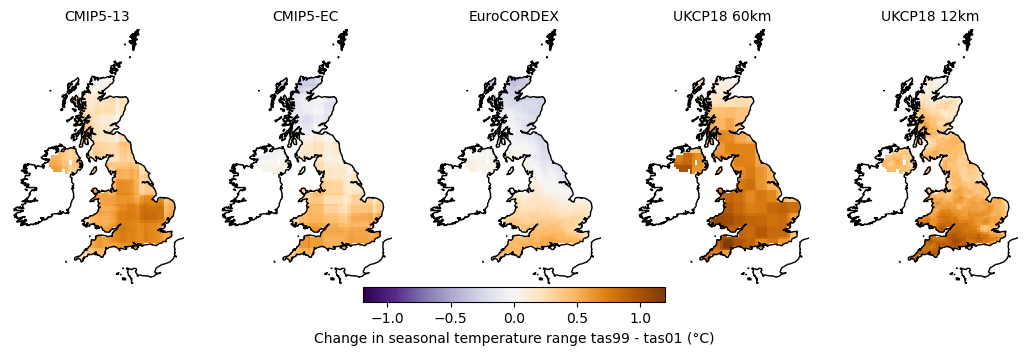 CMIP5-13 CMIP5-EC EuroCORDEX UKCP18 60km UKCP18 12km
−1.0 −0.5 0.0 0.5 1.0
Change in seasonal temperature range tas99 - tas01 (°C)